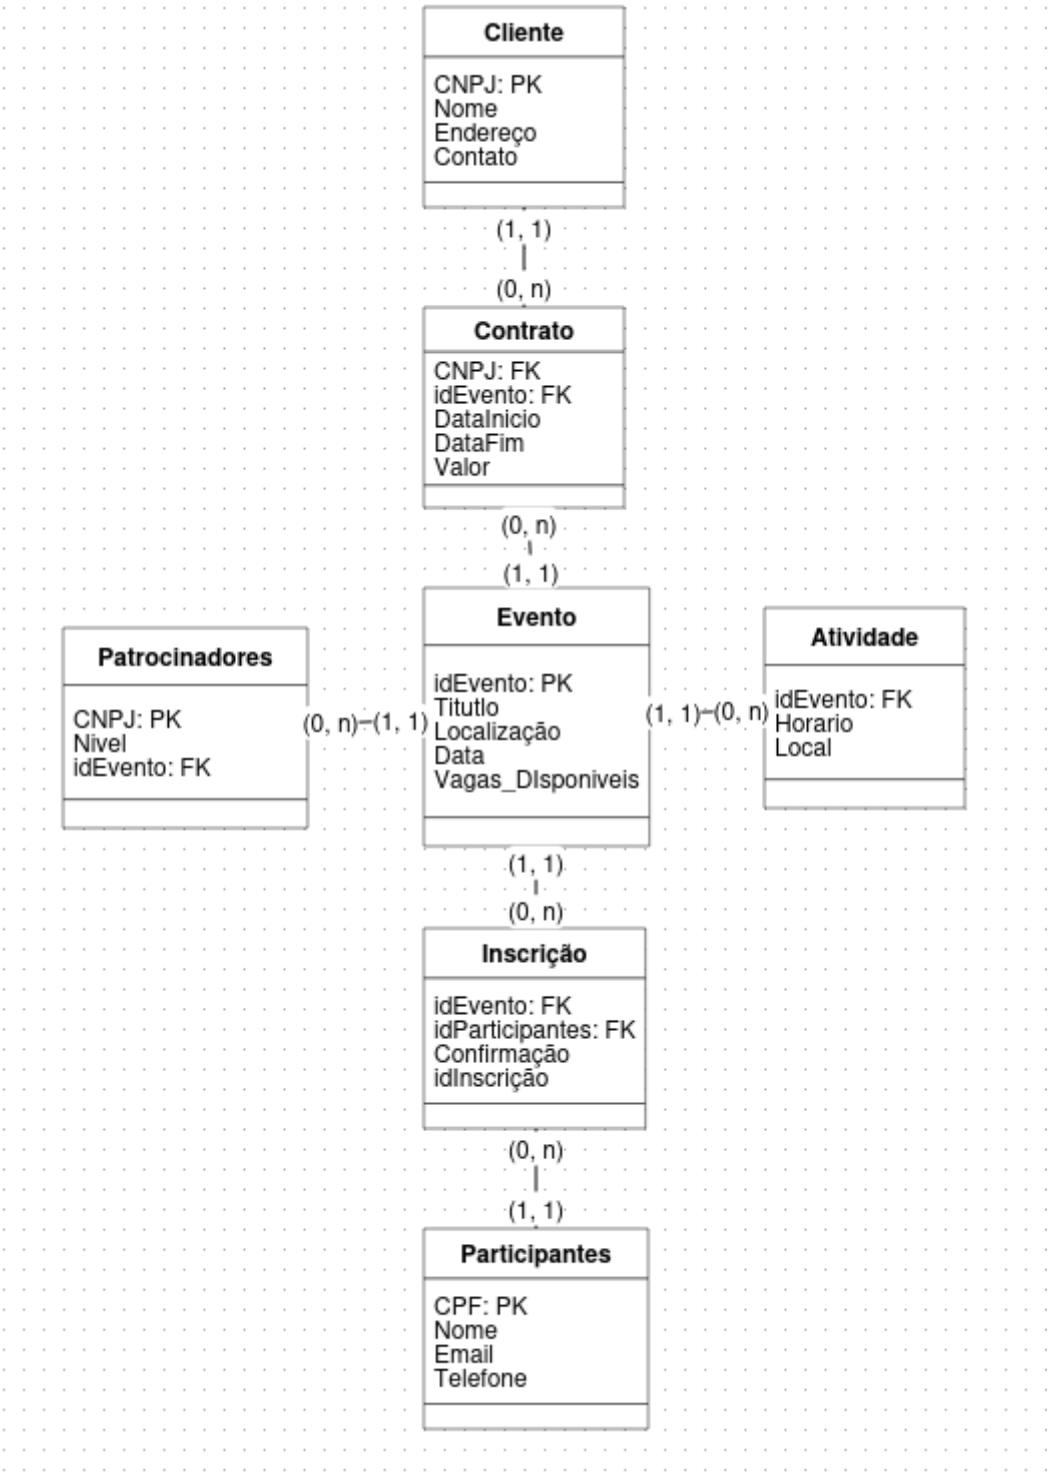 Cliente
CNPJ: PK
Nome
Endereço
Contato
(1, 1)
(0, n)
Contrato
CNPJ: FK
idEvento: FK
DataInicio
DataFim
Valor
(0, n)
(1, 1)
Evento
idEvento: PK
Titutlo
Localização
Data
Vagas_DIsponiveis
Patrocinadores
CNPJ: PK
Nivel
idEvento: FK
(0, n)
(1, 1)
(1, 1)
(0, n)
Atividade
idEvento: FK
Horario
Local
(1, 1)
(0, n)
Inscrição
idEvento: FK
idParticipantes: FK
Confirmação
idInscrição
(0, n)
(1, 1)
Participantes
CPF: PK
Nome
Email
Telefone